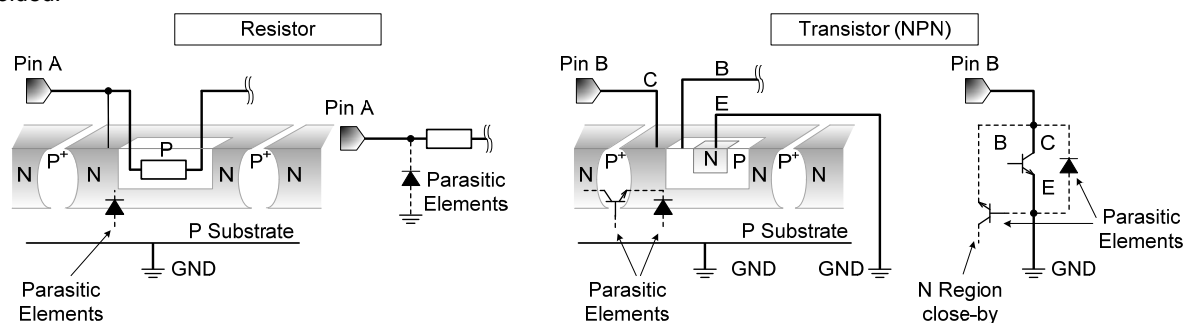 Resistor
Pin A
N
P+
N
P
N
P+
N
P Substrate
GND
Parasitic
Elements
Pin A
Parasitic
Elements
Transistor (NPN)
Pin B
C
B
E
N
P+
N
N
P
N
P+
N
P Substrate
GND
GND
Parasitic
Elements
Pin B
B
C
E
Parasitic
Elements
GND
N Region
close-by